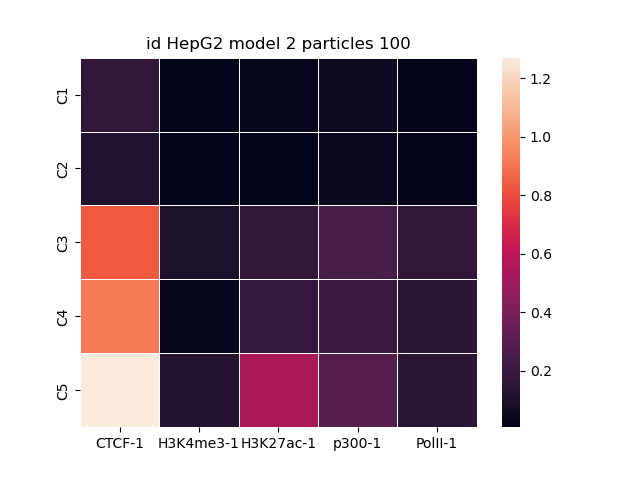 id HepG2 model 2 particles 100
C1
C2
C3
C4
C5
CTCF-1 H3K4me3-1 H3K27ac-1 p300-1 PolII-1
1.2
1.0
0.8
0.6
0.4
0.2